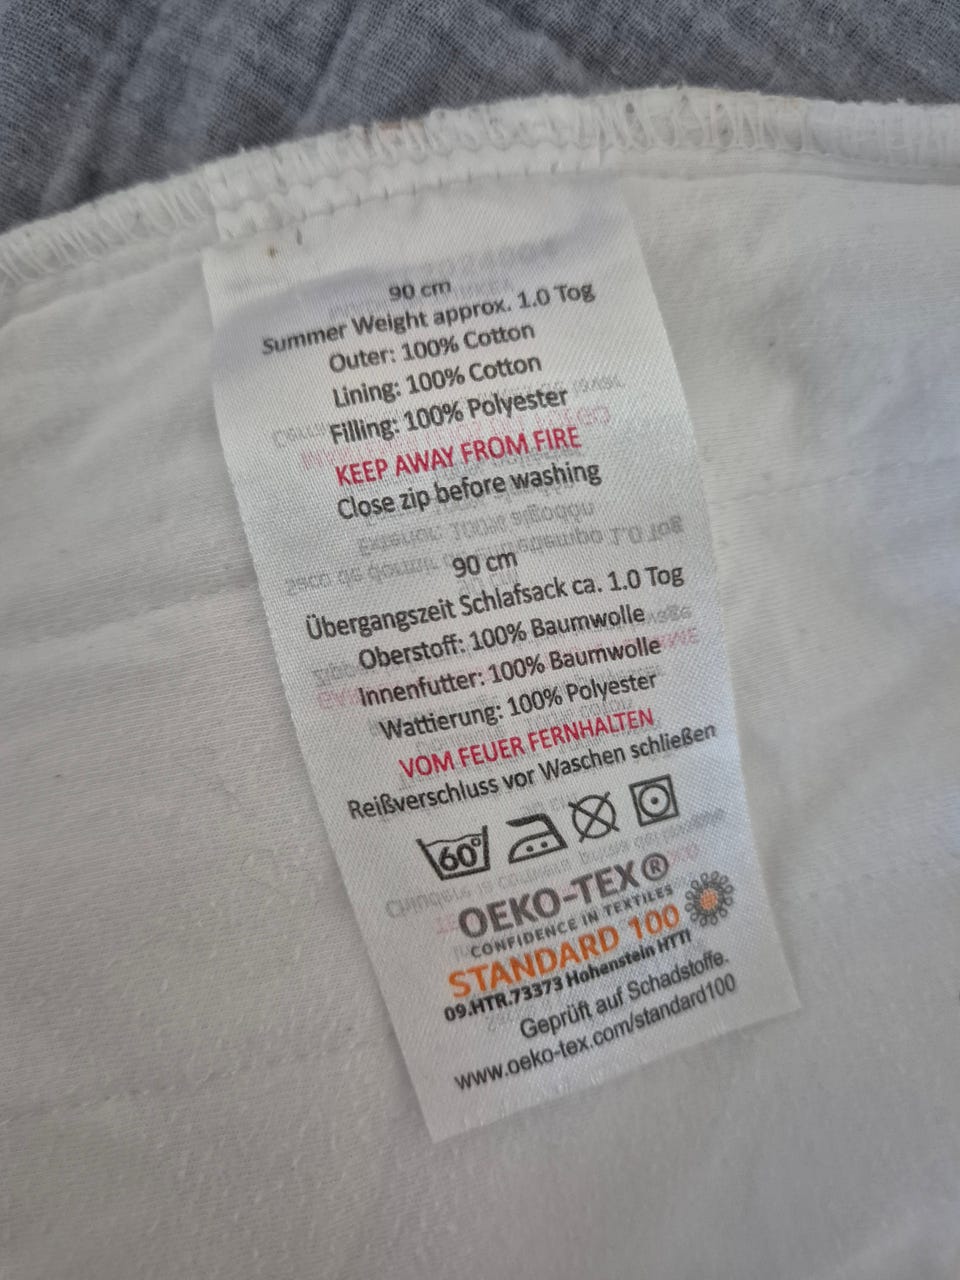 90 cm
Summer Weight approx. 1.0 Tog
Outer: 100% Cotton
Lining: 100% Cotton
Filling: 100% Polyester
KEEP AWAY FROM FIRE
Close zip before washing
90 cm
Übergangszeit Schlafsack ca. 1.0 Tog
Oberstoff: 100% Baumwolle
Innenfutter: 100% Baumwolle
Wattierung: 100% Polyester
VOM FEUER FERNHALTEN
Reißverschluss vor Waschen schließen
60°
OEKO-TEX®
CONFIDENCE IN TEXTILES
STANDARD 100
09.HTR.73373 Hohenstein HTTI
Geprüft auf Schadstoffe.
www.oeko-tex.com/standard100